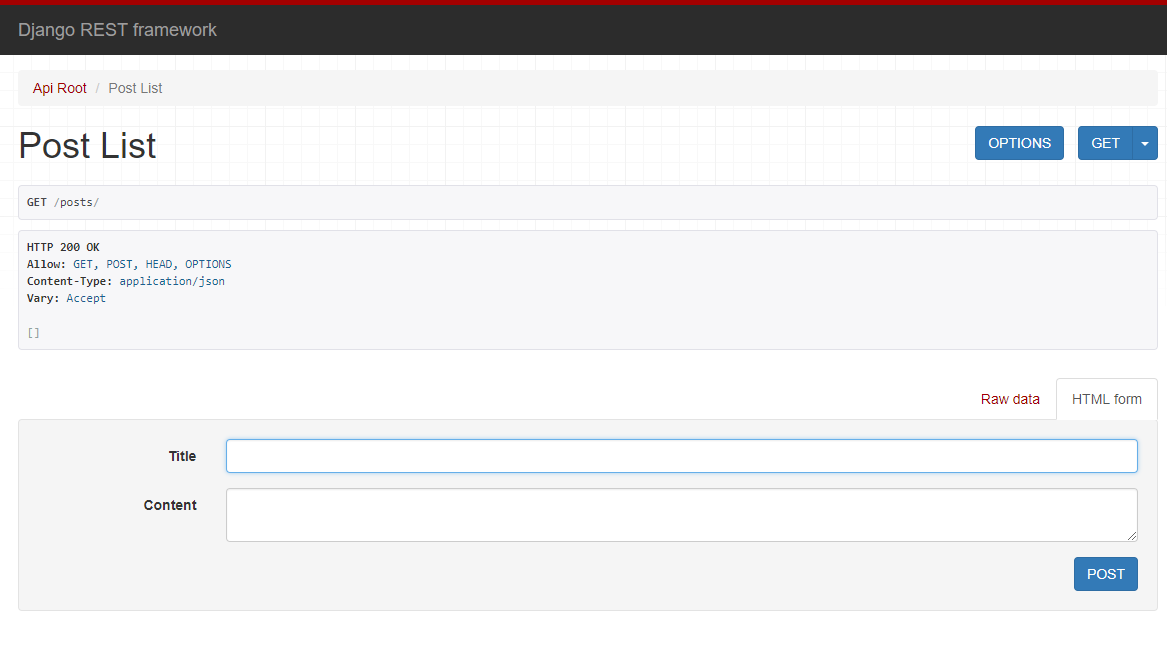 Django REST framework
Api Root / Post List
Post List
OPTIONS
GET
GET /posts/
HTTP 200 OK
Allow: GET, POST, HEAD, OPTIONS
Content-Type: application/json
Vary: Accept
[]
Raw data
HTML form
Title
Content
POST